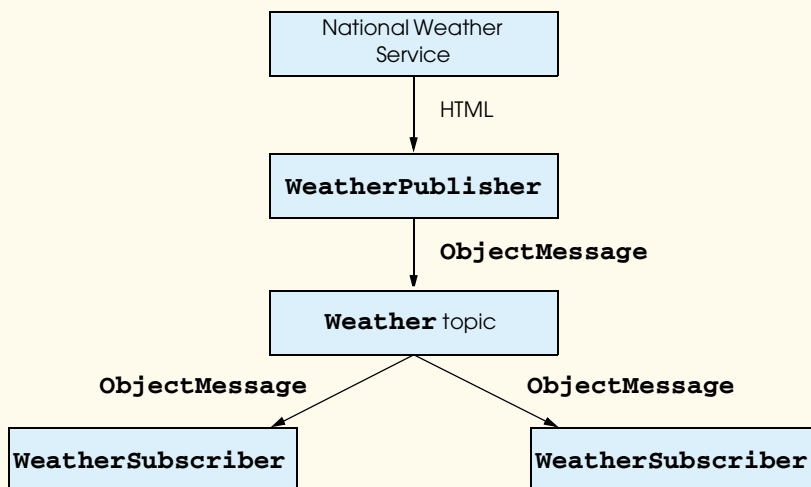 National Weather
Service
HTML
WeatherPublisher
ObjectMessage
Weather topic
ObjectMessage
ObjectMessage
WeatherSubscriber
WeatherSubscriber